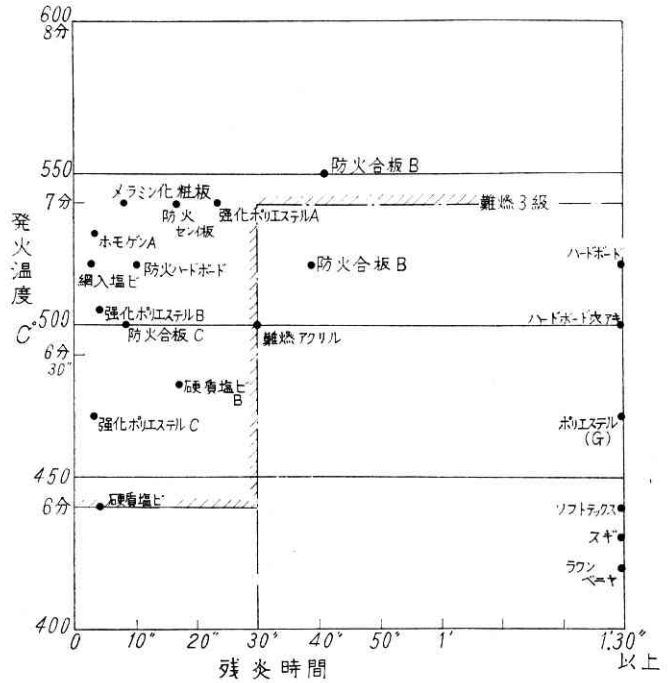 600
8分
防火合板B
550
メラミン化粧板
7分
防火
センイ板
強化ポリエステルA
難燃3級
発火温度
C°
ホモゲンA
網入塩ビ
防火ハードボード
防火合板B
ハードボード
強化ポリエステルB
500
防火合板C
難燃アクリル
ハードボード穴アキ
6分
30"
硬質塩ビ
B
強化ポリエステルC
ポリエステル
(G)
450
6分
硬質塩ビ
ソフトテックス
スギ
ラワン
ベニヤ
400
0
10"
20"
30"
40"
50"
1'
1'.30"
以上
残炎時間